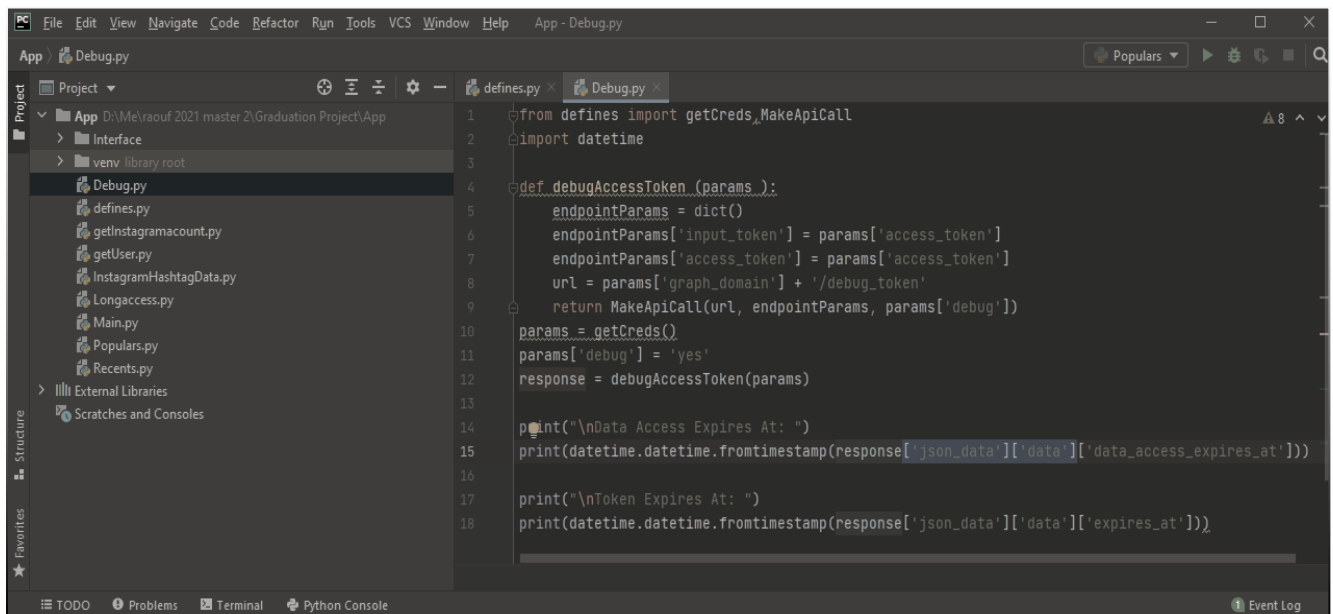 PC File Edit View Navigate Code Refactor Run Tools VCS Window Help App - Debug.py
App Debug.py Populars
Project
Project
defines.py Debug.py
App D:\Me\raouf 2021 master 2\Graduation Project\App
Interface
venv library root
Debug.py
defines.py
getInstagramacount.py
getUser.py
InstagramHashtagData.py
Longaccess.py
Main.py
Populars.py
Recents.py
External Libraries
Scratches and Consoles
8
1 from defines import getCreds,MakeApiCall
2 import datetime
3
4 def debugAccessToken (params ):
5 endpointParams = dict()
6 endpointParams['input_token'] = params['access_token']
7 endpointParams['access_token'] = params['access_token']
8 url = params['graph_domain'] + '/debug_token'
9 return MakeApiCall(url, endpointParams, params['debug'])
10 params = getCreds()
11 params['debug'] = 'yes'
12 response = debugAccessToken(params)
13
14 print("\nData Access Expires At: ")
15 print(datetime.datetime.fromtimestamp(response['json_data']['data']['data_access_expires_at']))
16
17 print("\nToken Expires At: ")
18 print(datetime.datetime.fromtimestamp(response['json_data']['data']['expires_at']))
Structure
Favorites
TODO Problems Terminal Python Console 1 Event Log